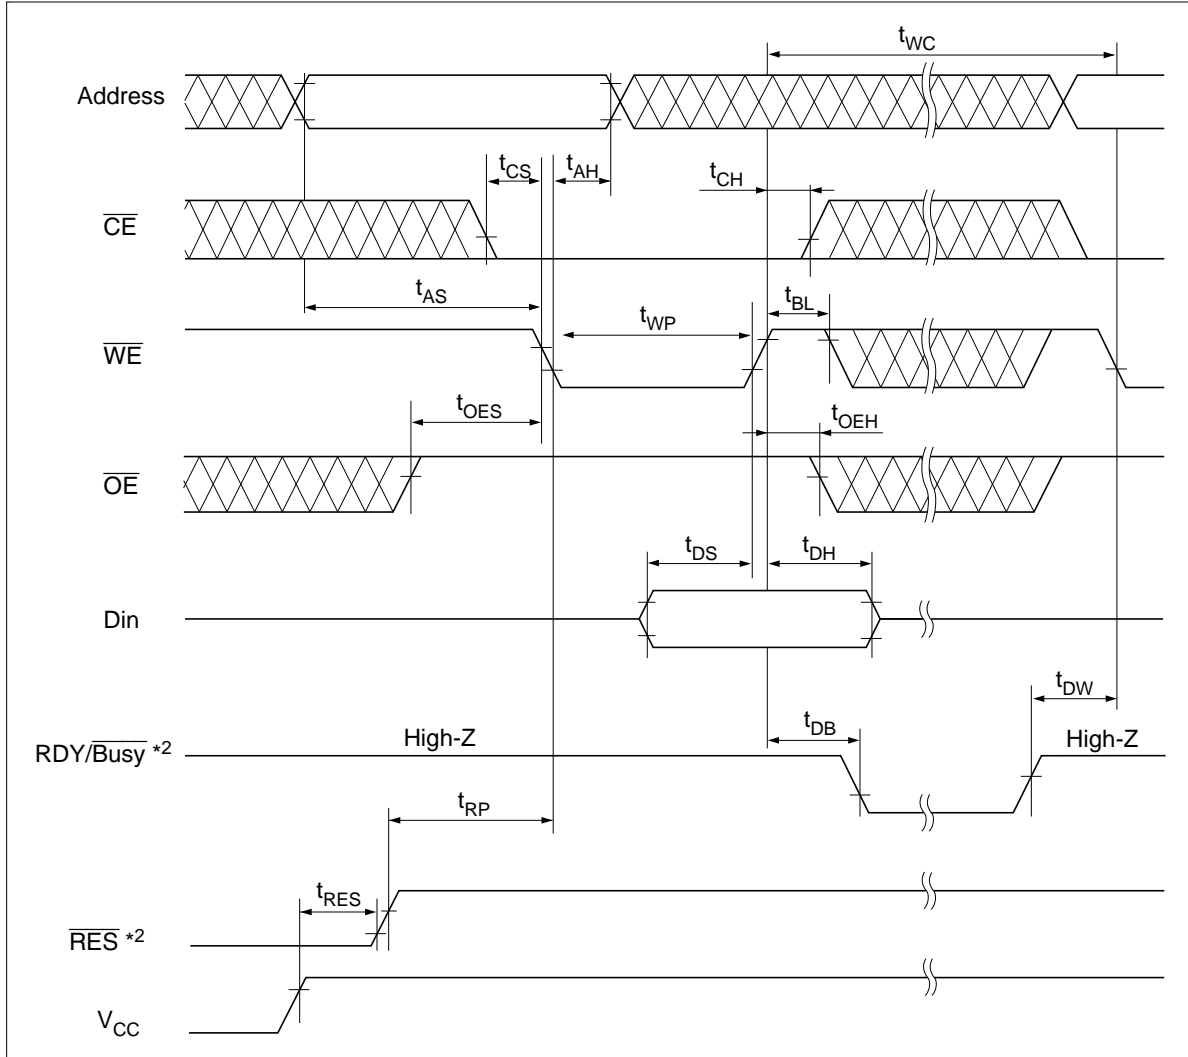 tWC
Address
tCS
tAH
tCH
CE
tAS
tBL
tWP
WE
tOES
tOEH
OE
tDS
tDH
Din
tDW
tDB
High-Z
High-Z
RDY/Busy *2
tRP
tRES
RES *2
VCC